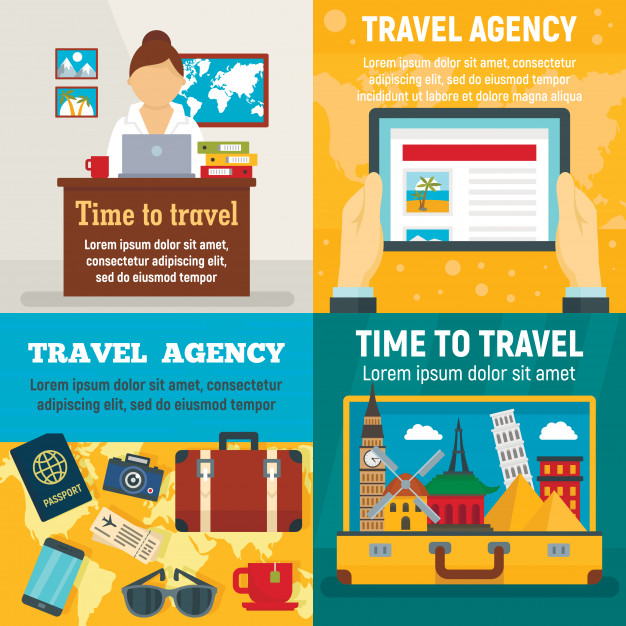 Time to travel
Lorem ipsum dolor sit amet,
consectetur adipiscing elit,
sed do eiusmod tempor
incididunt
TRAVEL AGENCY
Lorem ipsum dolor sit amet, consectetur
adipiscing elit, sed do eiusmod tempor
incididunt ut labore et dolore magna aliqua
TRAVEL AGENCY
Lorem ipsum dolor sit amet, consectetur
adipiscing elit, sed do eiusmod tempor
PASSPORT
TIME TO TRAVEL
Lorem ipsum dolor sit amet